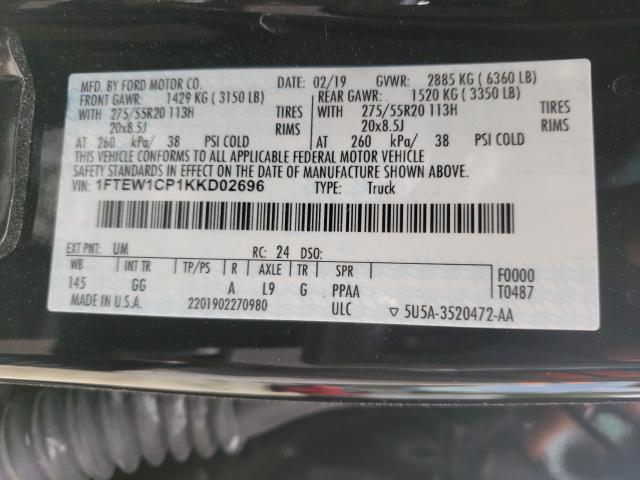 MFD. BY FORD MOTOR CO. DATE: 02/19 GVWR: 2885 KG ( 6360 LB)
FRONT GAWR: 1429 KG ( 3150 LB) REAR GAWR: 1520 KG ( 3350 LB)
WITH 275/55R20 113H TIRES WITH 275/55R20 113H TIRES
20x8.5J RIMS 20x8.5J RIMS
AT 260 kPa/ 38 PSI COLD AT 260 kPa/ 38 PSI COLD
THIS VEHICLE CONFORMS TO ALL APPLICABLE FEDERAL MOTOR VEHICLE
SAFETY STANDARDS IN EFFECT ON THE DATE OF MANUFACTURE SHOWN ABOVE.
VIN: 1FTEW1CP1KKD02696 TYPE: Truck
EXT PNT: UM RC: 24 DSO:
WB INT TR TP/PS R AXLE TR SPR F0000
145 GG A L9 G PPAA T0487
MADE IN U.S.A. 2201902270980 ULC ▽ 5U5A-3520472-AA